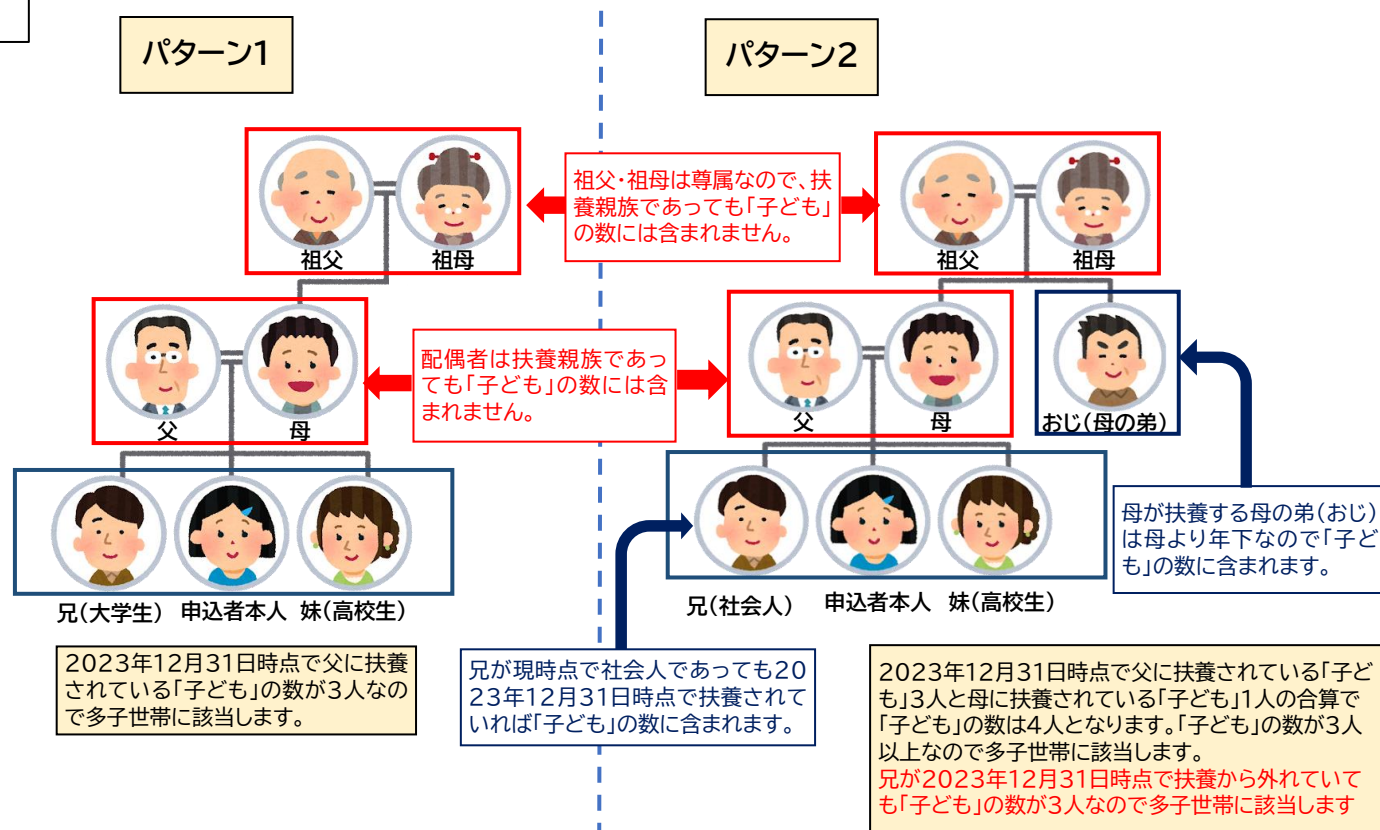 パターン1
パターン2
祖父・祖母は尊属なので、扶
養親族であっても「子ども」
の数には含まれません。
祖父
祖母
祖父
祖母
配偶者は扶養親族であっ
ても「子ども」の数には含
まれません。
父
母
父
母
おじ(母の弟)
母が扶養する母の弟(おじ)
は母より年下なので「子ど
も」の数に含まれます。
兄(大学生)
申込者本人
妹(高校生)
兄(社会人)
申込者本人
妹(高校生)
2023年12月31日時点で父に扶養
されている「子ども」の数が3人なの
で多子世帯に該当します。
兄が現時点で社会人であっても20
23年12月31日時点で扶養されて
いれば「子ども」の数に含まれます。
2023年12月31日時点で父に扶養されている「子ど
も」3人と母に扶養されている「子ども」1人の合算で
「子ども」の数は4人となります。「子ども」の数が3人
以上なので多子世帯に該当します。
兄が2023年12月31日時点で扶養から外れていて
も「子ども」の数が3人なので多子世帯に該当します